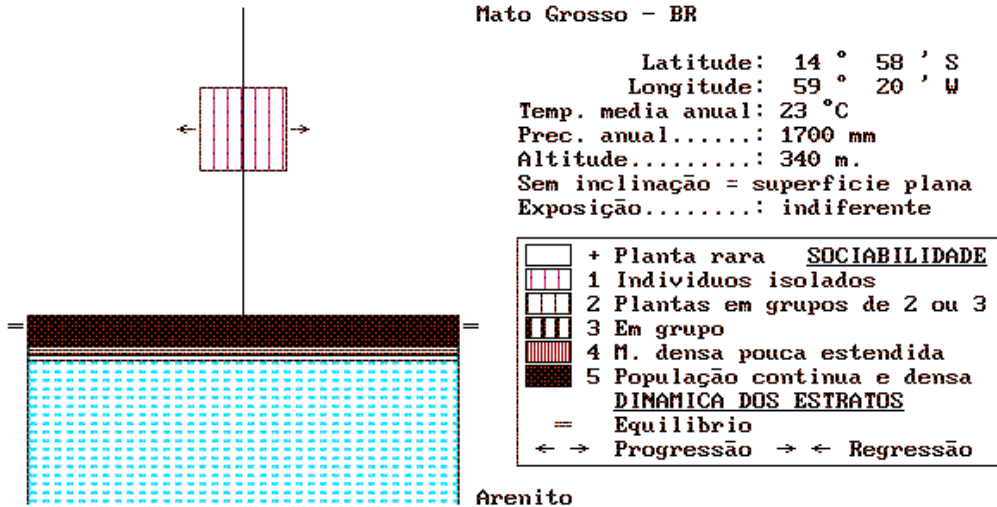 Mato Grosso - BR
Latitude: 14 ° 58 ' S
Longitude: 59 ° 20 ' W
Temp. media anual: 23 °C
Prec. anual......: 1700 mm
Altitude.........: 340 m.
Sem inclinação = superficie plana
Exposição........: indiferente
+ Planta rara SOCIABILIDADE
1 Individuos isolados
2 Plantas em grupos de 2 ou 3
3 Em grupo
4 M. densa pouca estendida
5 População continua e densa
DINAMICA DOS ESTRATOS
= Equilibrio
← → Progressão → ← Regressão
Arenito